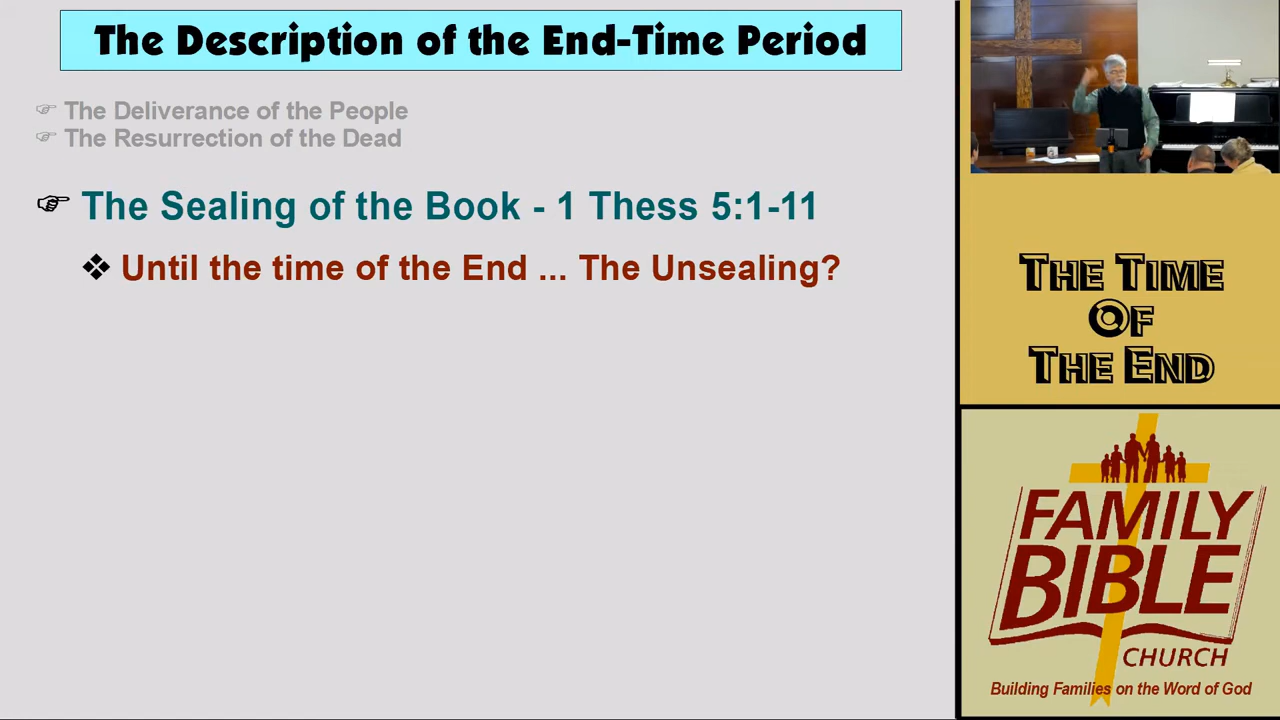 The Description of the End-Time Period
☞ The Deliverance of the People
☞ The Resurrection of the Dead
☞ The Sealing of the Book - 1 Thess 5:1-11
❖ Until the time of the End ... The Unsealing?
The Time
Of
The End
FAMILY
BIBLE
CHURCH
Building Families on the Word of God